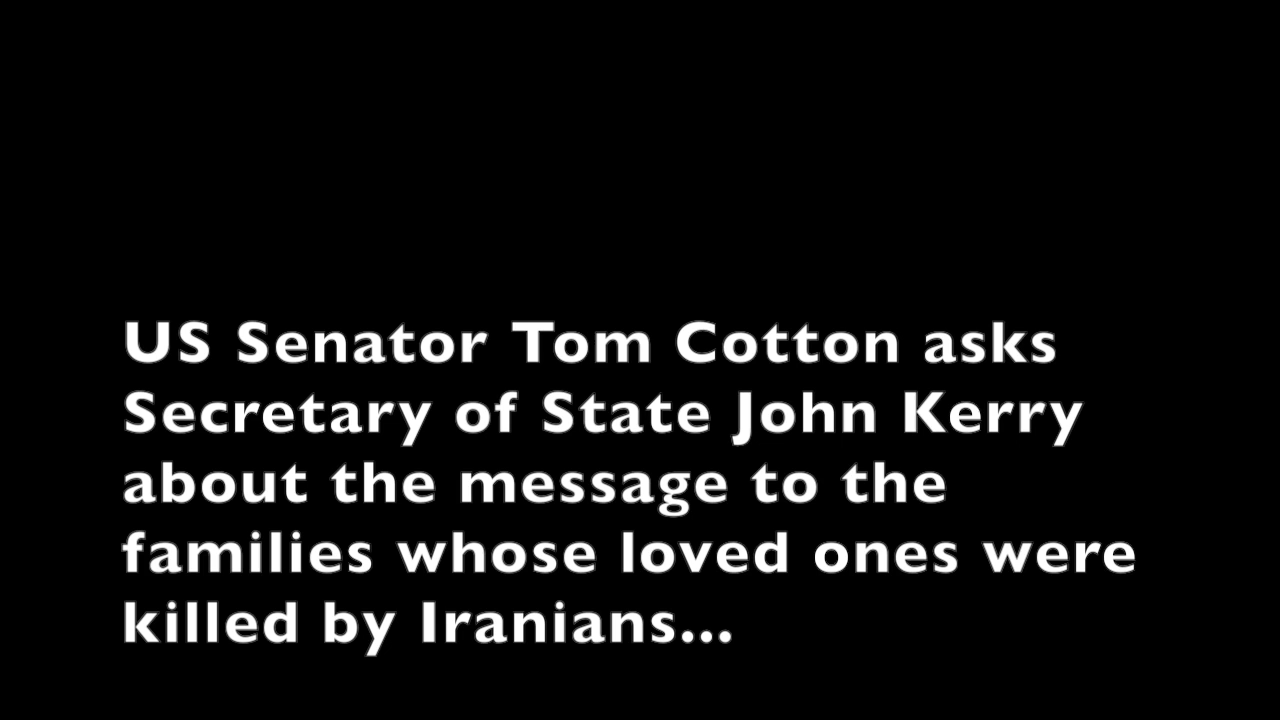 US Senator Tom Cotton asks
Secretary of State John Kerry
about the message to the
families whose loved ones were
killed by Iranians...